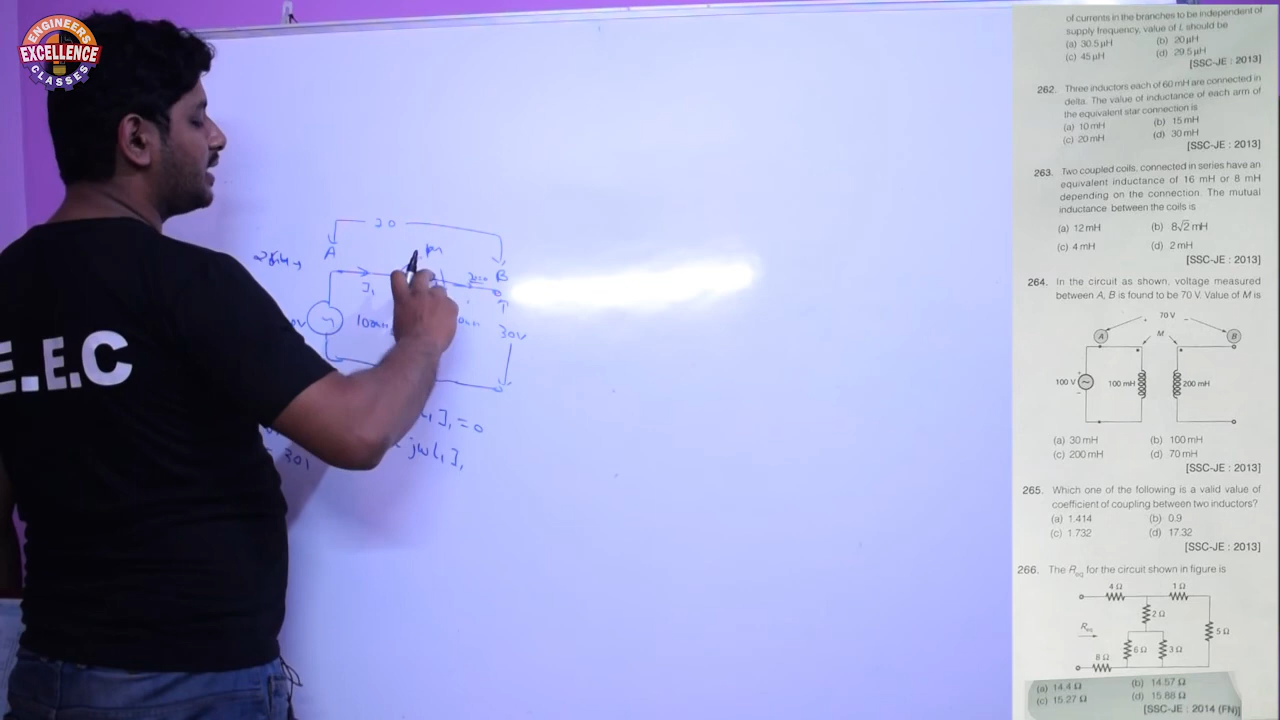 ENGINEERS
EXCELLENCE
CLASSES
E.E.C
20
A
B
I₁
30V
I₁ = 0
jωL₁I₁
of currents in the branches to be independent of
supply frequency, value of L should be
(a) 30.5 μH (b) 20 μH
(c) 45 μH (d) 29.5 μH
[SSC-JE : 2013]
262. Three inductors each of 60 mH are connected in
delta. The value of inductance of each arm of
the equivalent star connection is
(a) 10 mH (b) 15 mH
(c) 20 mH (d) 30 mH
[SSC-JE : 2013]
263. Two coupled coils, connected in series have an
equivalent inductance of 16 mH or 8 mH
depending on the connection. The mutual
inductance between the coils is
(a) 12 mH (b) 8√2 mH
(c) 4 mH (d) 2 mH
[SSC-JE : 2013]
264. In the circuit as shown, voltage measured
between A, B is found to be 70 V. Value of M is
70 V
+ −
A M B
100 V + − 100 mH 200 mH
(a) 30 mH (b) 100 mH
(c) 200 mH (d) 70 mH
[SSC-JE : 2013]
265. Which one of the following is a valid value of
coefficient of coupling between two inductors?
(a) 1.414 (b) 0.9
(c) 1.732 (d) 17.32
[SSC-JE : 2013]
266. The Req for the circuit shown in figure is
4 Ω 1 Ω
2 Ω
Req 5 Ω
6 Ω 3 Ω
8 Ω
(a) 14.4 Ω (b) 14.57 Ω
(c) 15.27 Ω (d) 15.88 Ω
[SSC-JE : 2014 (FN)]